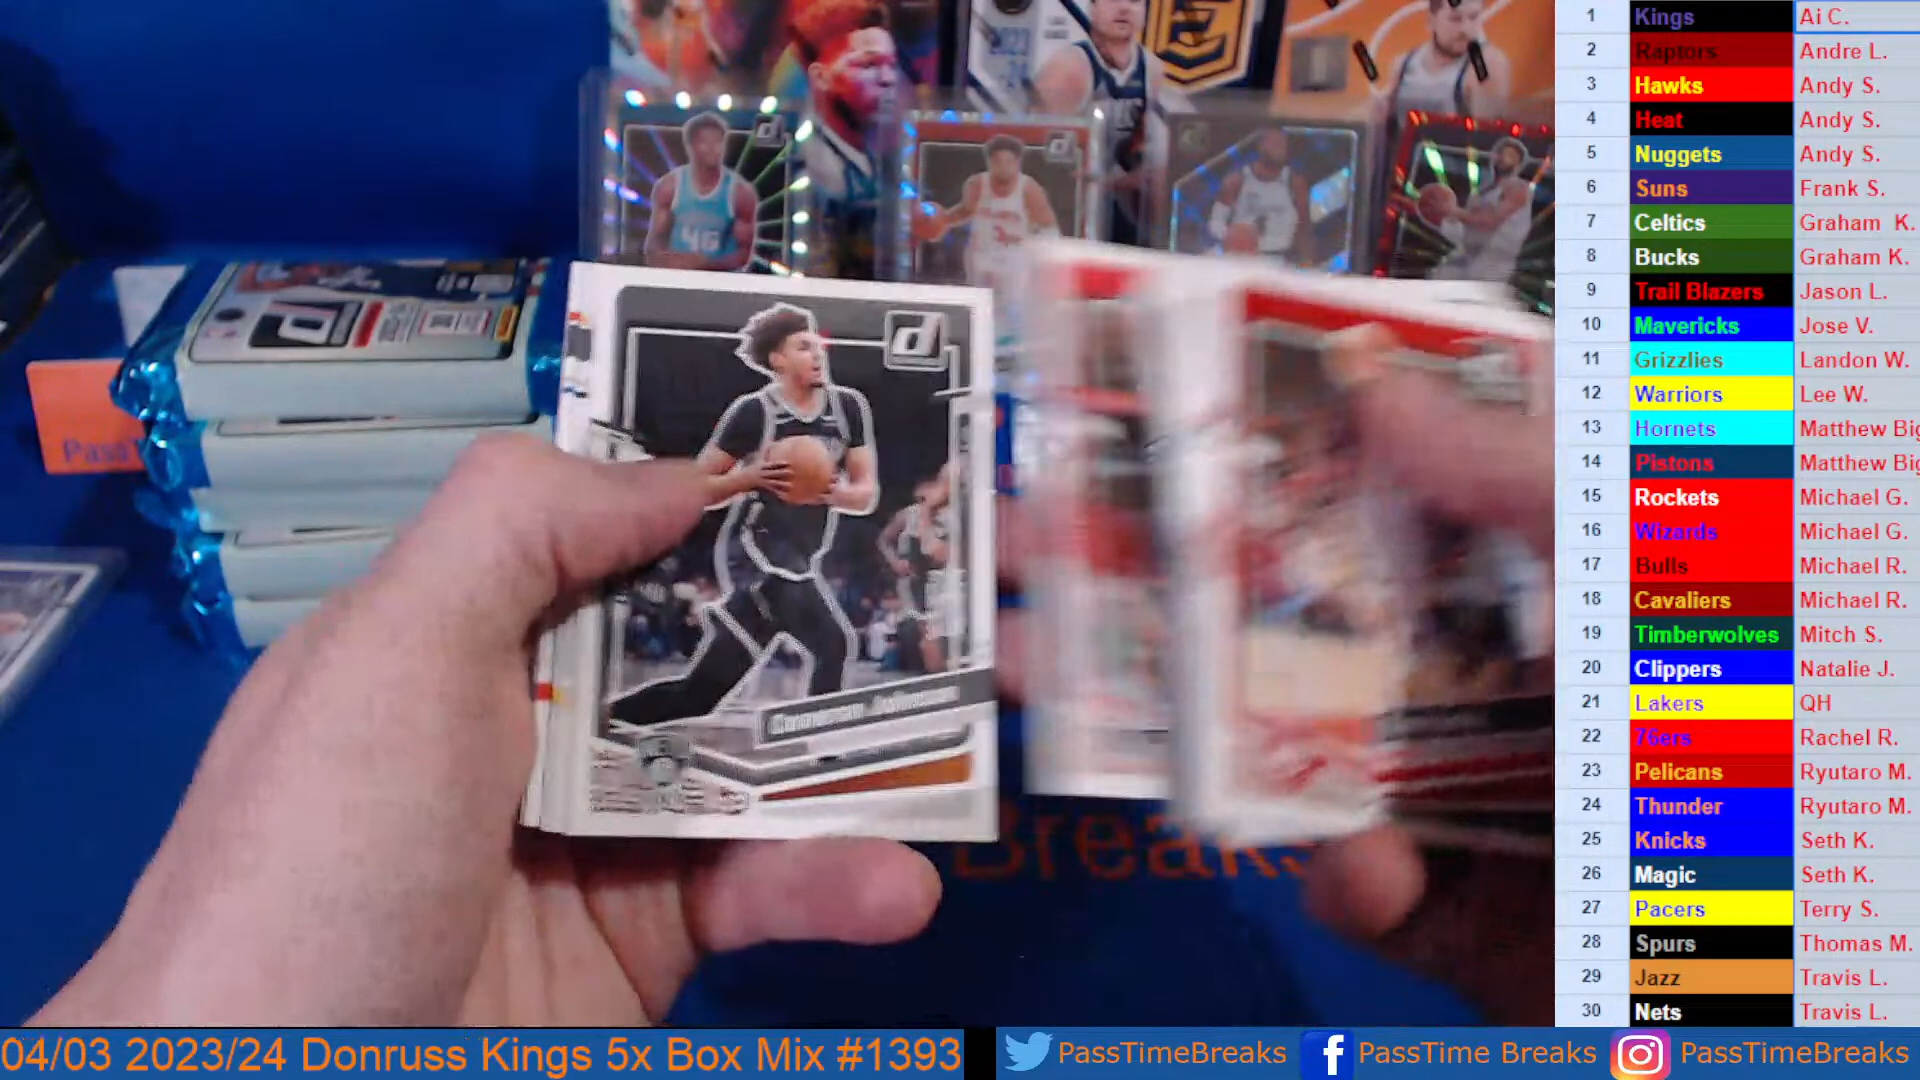 1 Kings Ai C.
2 Raptors Andre L.
3 Hawks Andy S.
4 Heat Andy S.
5 Nuggets Andy S.
6 Suns Frank S.
7 Celtics Graham K.
8 Bucks Graham K.
9 Trail Blazers Jason L.
10 Mavericks Jose V.
11 Grizzlies Landon W.
12 Warriors Lee W.
13 Hornets Matthew Big
14 Pistons Matthew Big
15 Rockets Michael G.
16 Wizards Michael G.
17 Bulls Michael R.
18 Cavaliers Michael R.
19 Timberwolves Mitch S.
20 Clippers Natalie J.
21 Lakers QH
22 76ers Rachel R.
23 Pelicans Ryutaro M.
24 Thunder Ryutaro M.
25 Knicks Seth K.
26 Magic Seth K.
27 Pacers Terry S.
28 Spurs Thomas M.
29 Jazz Travis L.
30 Nets Travis L.
46
Breaks
04/03 2023/24 Donruss Kings 5x Box Mix #1393
PassTimeBreaks
PassTime Breaks
PassTimeBreaks